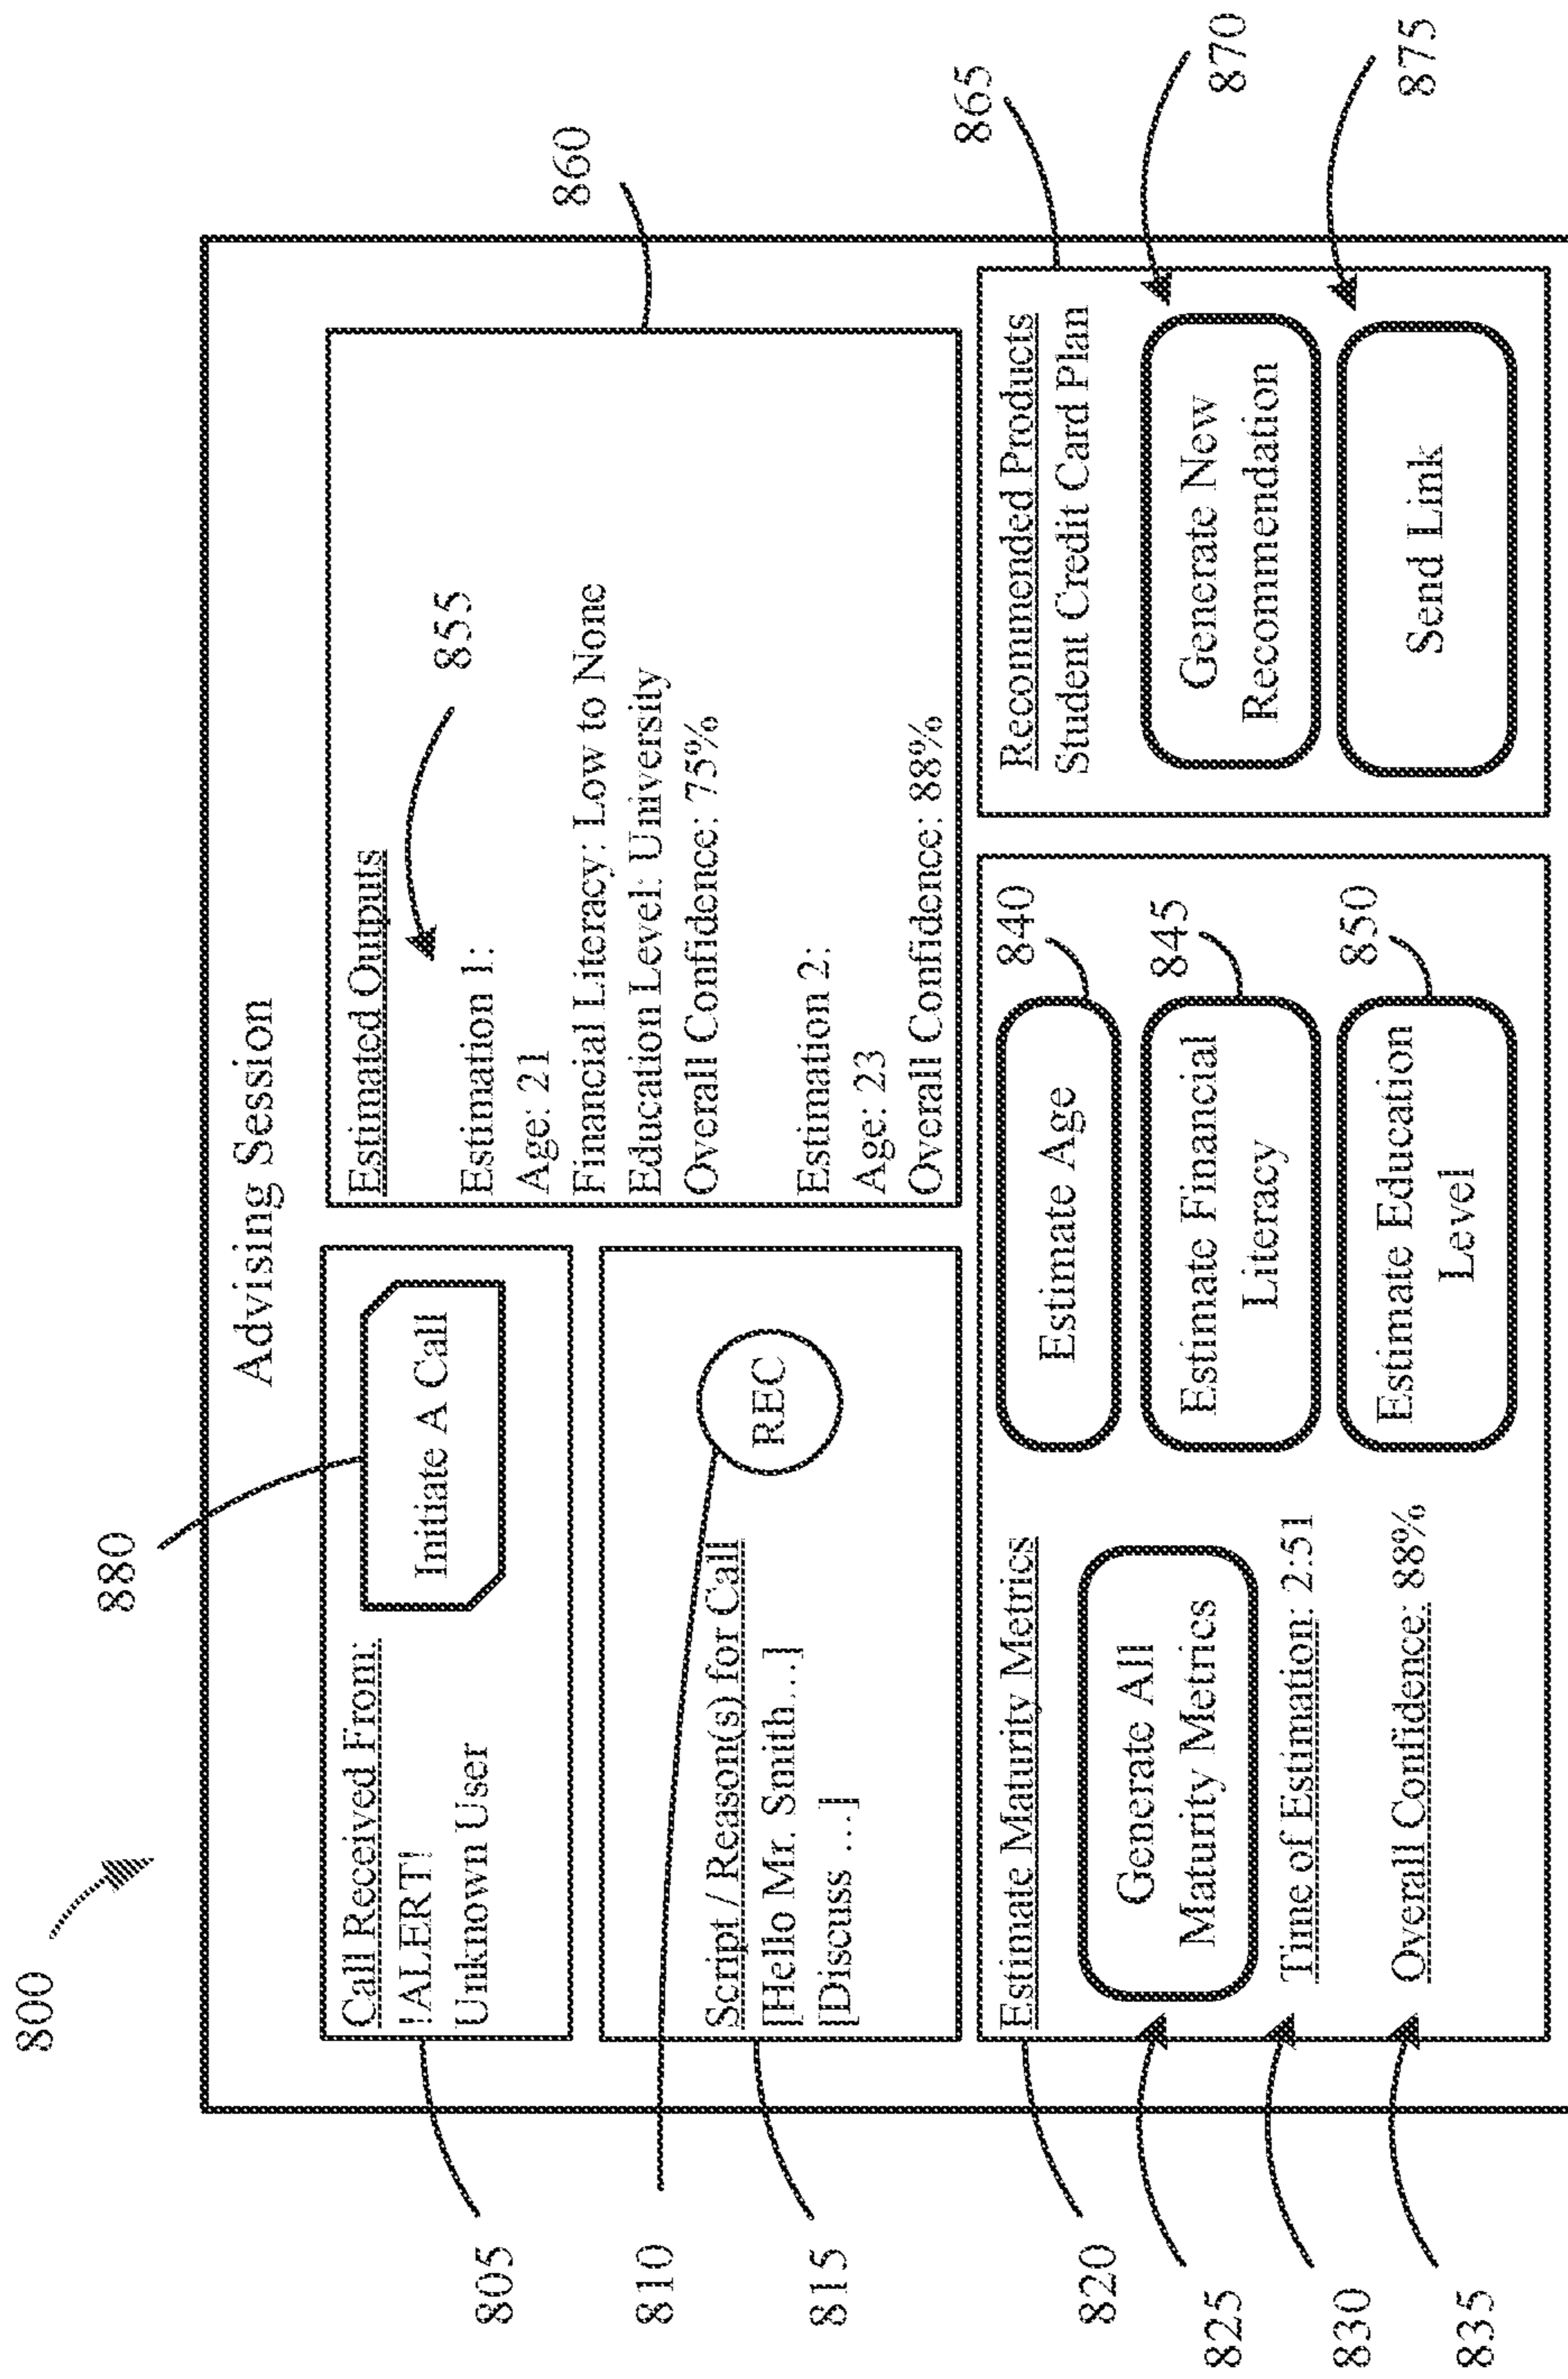 800
880
Advising Session
805
Call Received From:
!ALERT!
Unknown User
Initiate A Call
810
815
Script / Reason(s) for Call
[Hello Mr. Smith…]
[Discuss …]
REC
Estimated Outputs
855
860
Estimation 1:
Age: 21
Financial Literacy: Low to None
Education Level: University
Overall Confidence: 75%
Estimation 2:
Age: 23
Overall Confidence: 88%
820
Estimate Maturity Metrics
825
Generate All
Maturity Metrics
830
Time of Estimation: 2:51
835
Overall Confidence: 88%
840
Estimate Age
845
Estimate Financial
Literacy
850
Estimate Education
Level
865
Recommended Products
Student Credit Card Plan
870
Generate New
Recommendation
875
Send Link